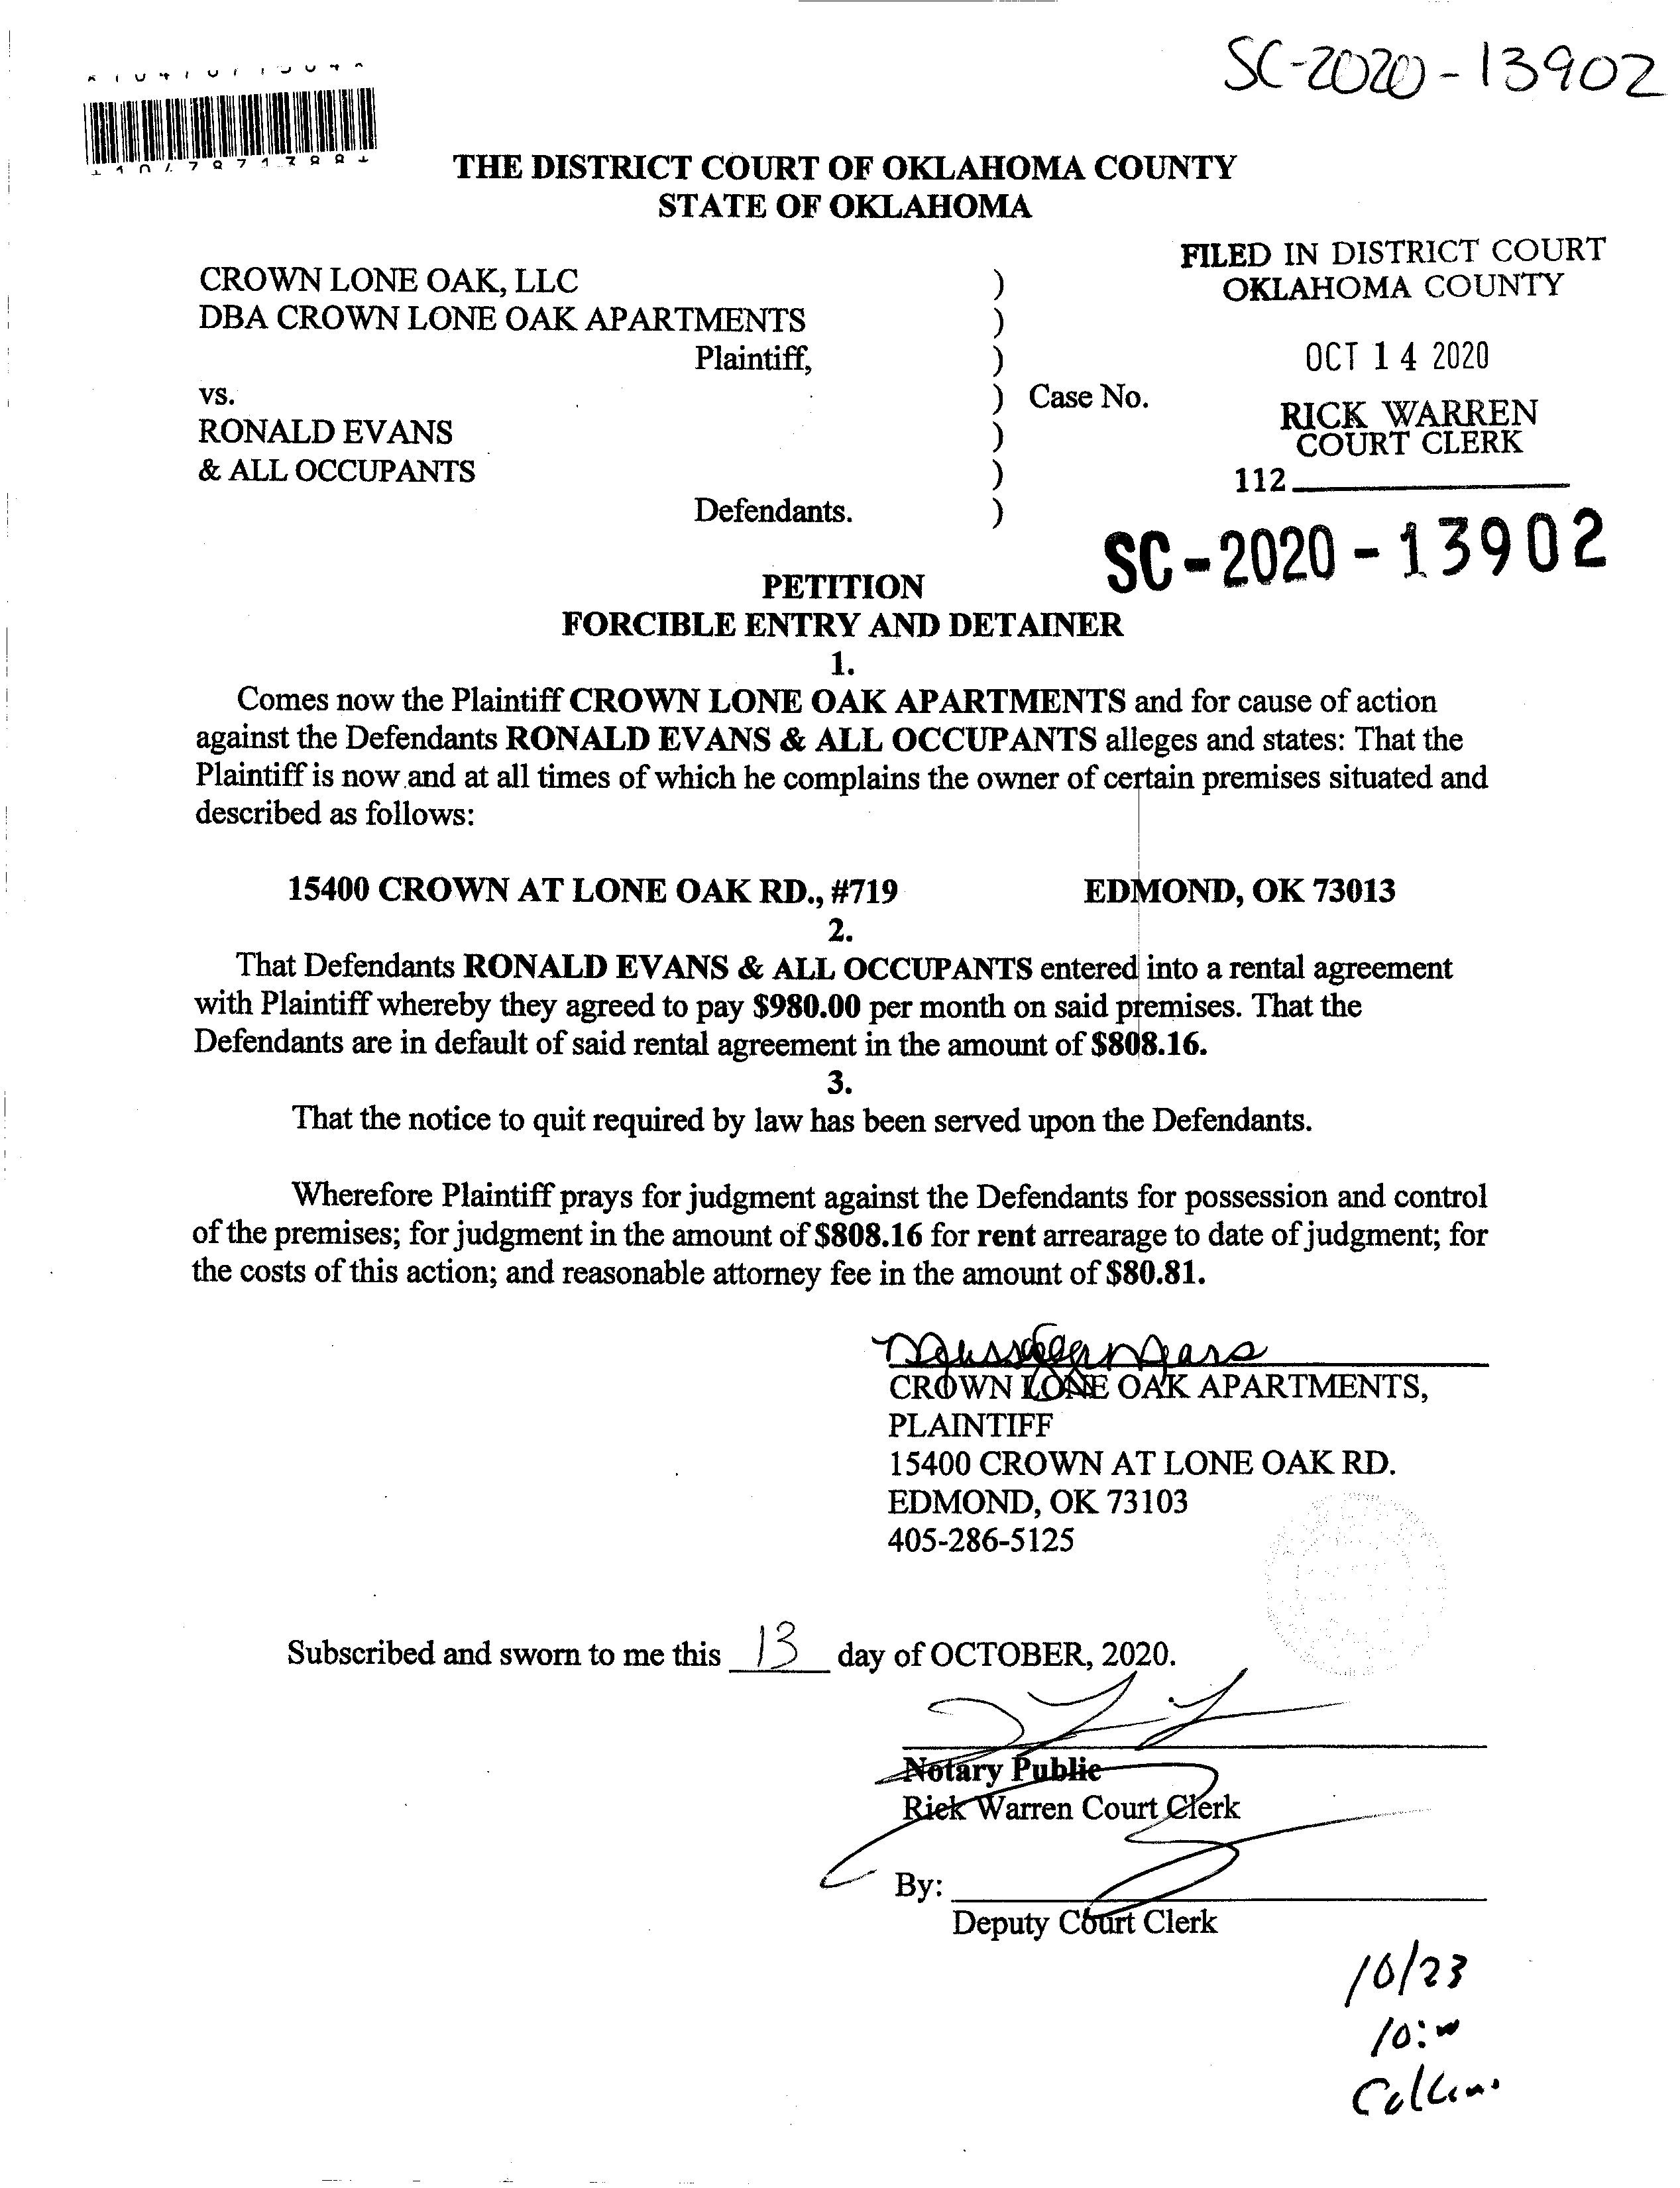 SC-2020-13902
THE DISTRICT COURT OF OKLAHOMA COUNTY
STATE OF OKLAHOMA
FILED IN DISTRICT COURT
OKLAHOMA COUNTY
OCT 14 2020
RICK WARREN
COURT CLERK
112
SC-2020-13902
CROWN LONE OAK, LLC )
DBA CROWN LONE OAK APARTMENTS )
Plaintiff, )
vs. ) Case No.
RONALD EVANS )
& ALL OCCUPANTS )
Defendants. )
PETITION
FORCIBLE ENTRY AND DETAINER
1.
Comes now the Plaintiff CROWN LONE OAK APARTMENTS and for cause of action
against the Defendants RONALD EVANS & ALL OCCUPANTS alleges and states: That the
Plaintiff is now and at all times of which he complains the owner of certain premises situated and
described as follows:
15400 CROWN AT LONE OAK RD., #719 EDMOND, OK 73013
2.
That Defendants RONALD EVANS & ALL OCCUPANTS entered into a rental agreement
with Plaintiff whereby they agreed to pay $980.00 per month on said premises. That the
Defendants are in default of said rental agreement in the amount of $808.16.
3.
That the notice to quit required by law has been served upon the Defendants.
Wherefore Plaintiff prays for judgment against the Defendants for possession and control
of the premises; for judgment in the amount of $808.16 for rent arrearage to date of judgment; for
the costs of this action; and reasonable attorney fee in the amount of $80.81.
CROWN LONE OAK APARTMENTS,
PLAINTIFF
15400 CROWN AT LONE OAK RD.
EDMOND, OK 73103
405-286-5125
Subscribed and sworn to me this 13 day of OCTOBER, 2020.
Notary Public
Rick Warren Court Clerk
By:
Deputy Court Clerk
10/23